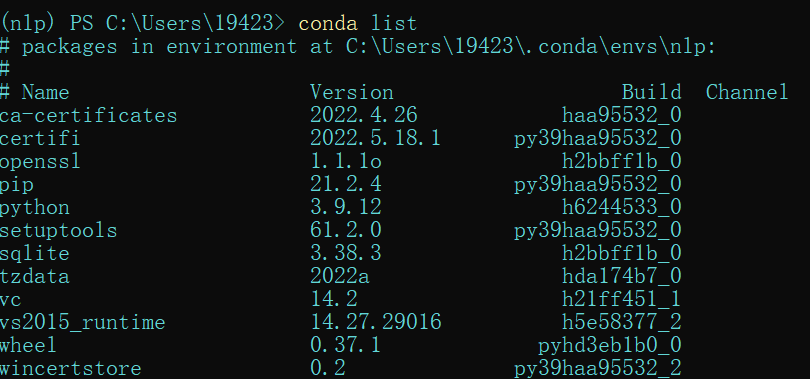 (nlp) PS C:\Users\19423> conda list
# packages in environment at C:\Users\19423\.conda\envs\nlp:
#
# Name                    Version                   Build  Channel
ca-certificates           2022.4.26            haa95532_0
certifi                   2022.5.18.1      py39haa95532_0
openssl                   1.1.1o               h2bbff1b_0
pip                       21.2.4           py39haa95532_0
python                    3.9.12               h6244533_0
setuptools                61.2.0           py39haa95532_0
sqlite                    3.38.3               h2bbff1b_0
tzdata                    2022a                hda174b7_0
vc                        14.2                 h21ff451_1
vs2015_runtime            14.27.29016          h5e58377_2
wheel                     0.37.1             pyhd3eb1b0_0
wincertstore              0.2              py39haa95532_2